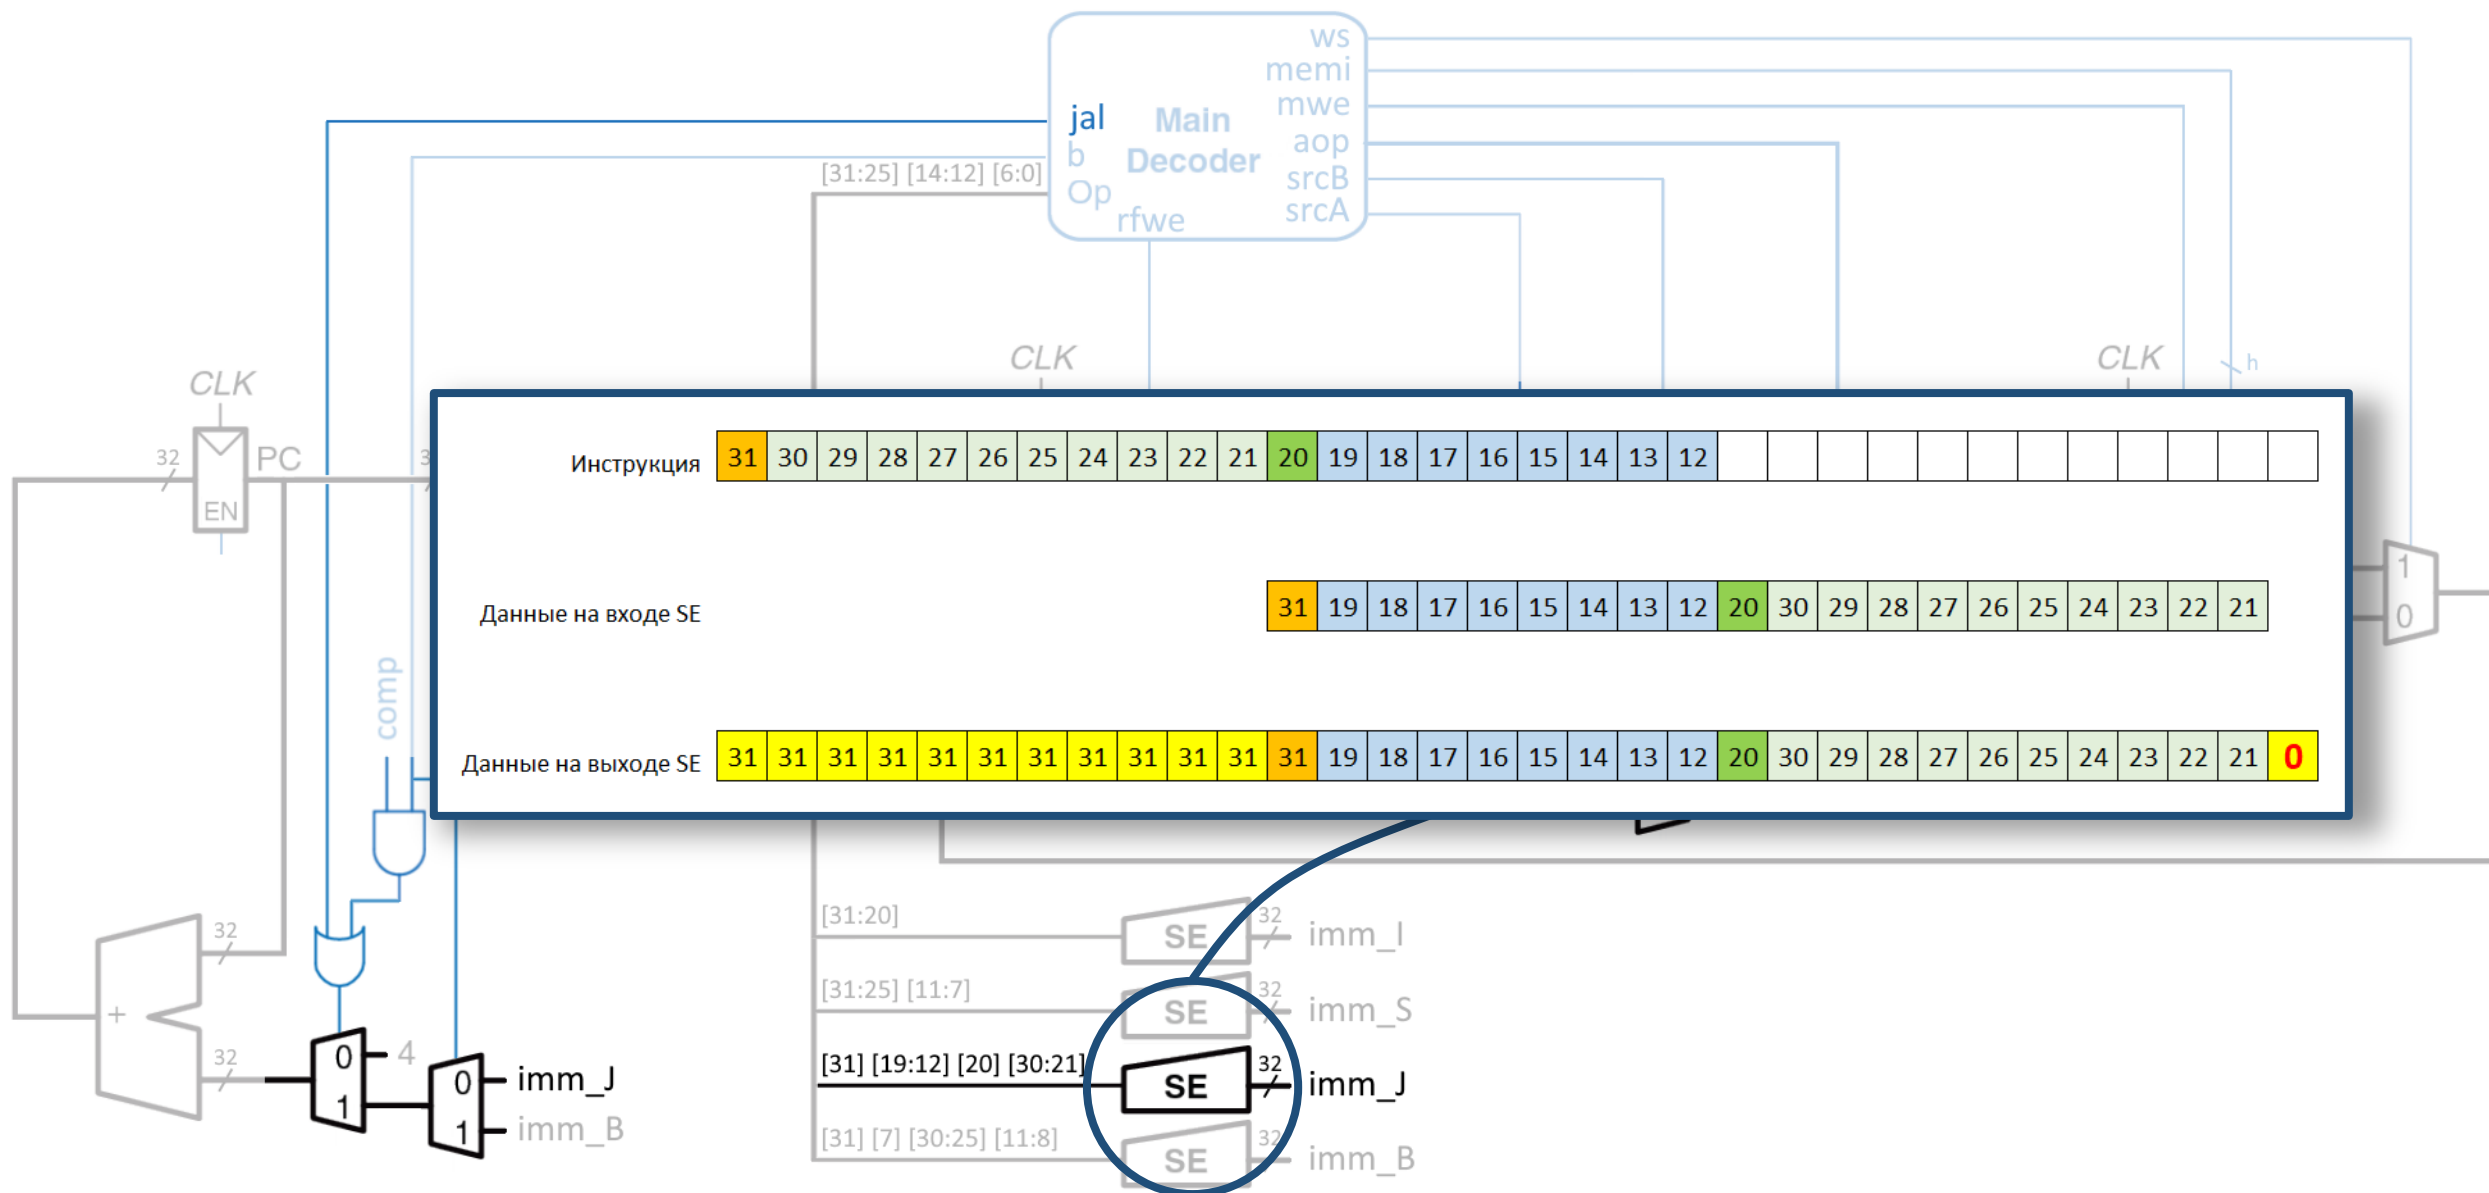 ws
memi
jal Main mwe
b Decoder aop
[31:25] [14:12] [6:0] Op srcB
rfwe srcA
CLK CLK CLK h
32 PC 3
EN
Инструкция 31 30 29 28 27 26 25 24 23 22 21 20 19 18 17 16 15 14 13 12
Данные на входе SE 31 19 18 17 16 15 14 13 12 20 30 29 28 27 26 25 24 23 22 21
1
0
comp
Данные на выходе SE 31 31 31 31 31 31 31 31 31 31 31 31 19 18 17 16 15 14 13 12 20 30 29 28 27 26 25 24 23 22 21 0
[31:20] SE 32 imm_I
32
[31:25] [11:7] SE 32 imm_S
+
32 0 4
1
0 imm_J
1 imm_B
[31] [19:12] [20] [30:21] SE 32 imm_J
[31] [7] [30:25] [11:8] SE 32 imm_B